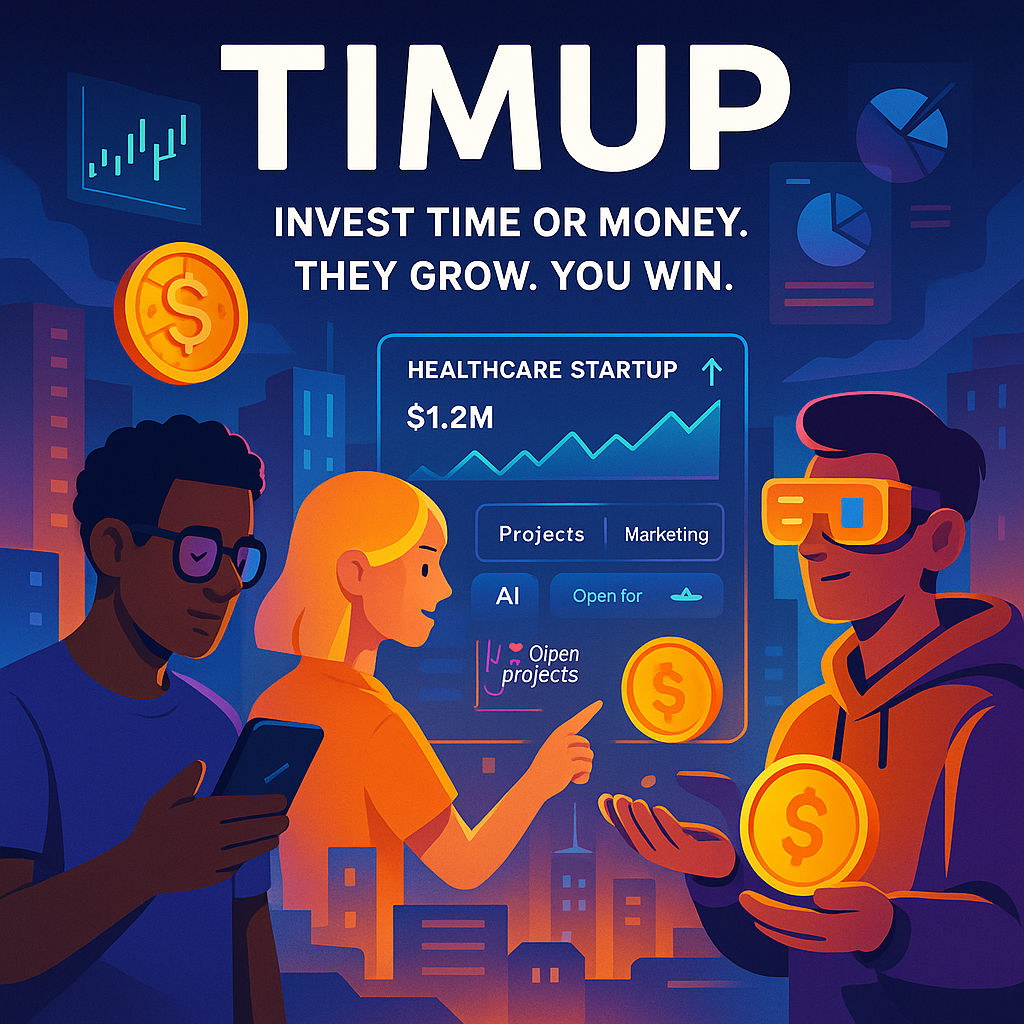 TIMUP
INVEST TIME OR MONEY.
THEY GROW. YOU WIN.
HEALTHCARE STARTUP
$1.2M
Projects
Marketing
AI
Open for
Oipen
projects
$
$
$